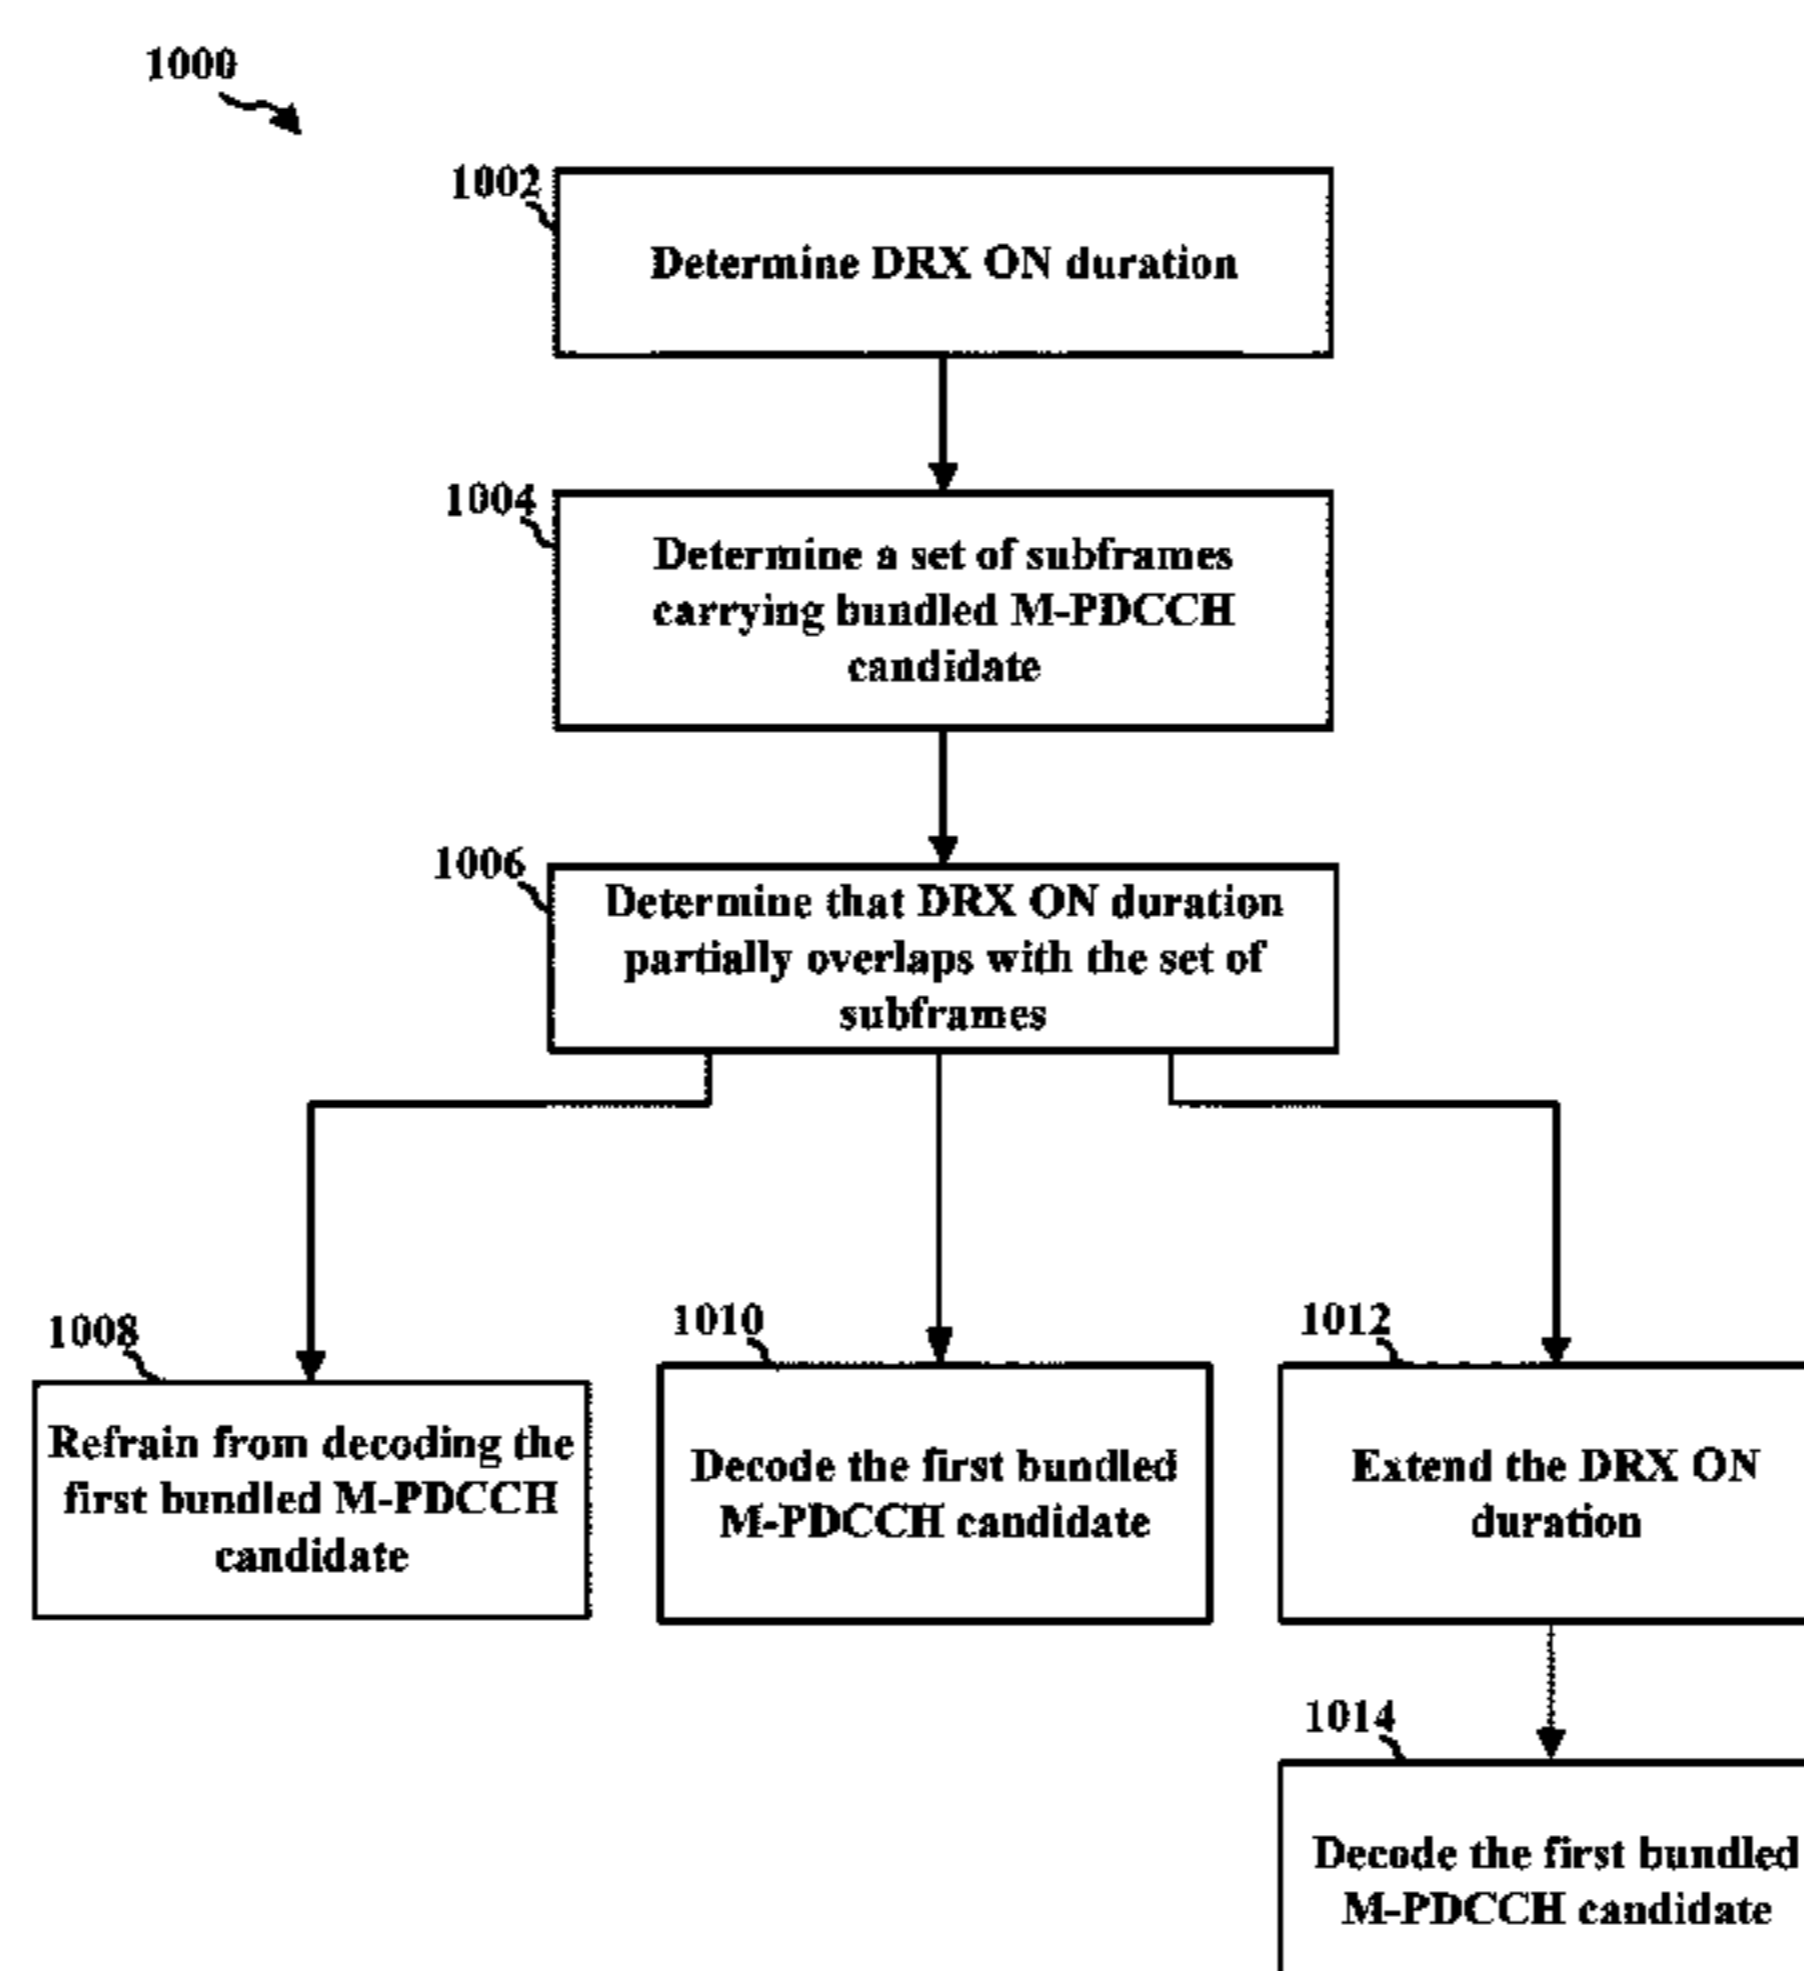 1000
1002
Determine DRX ON duration
1004
Determine a set of subframes
carrying bundled M-PDCCH
candidate
1006
Determine that DRX ON duration
partially overlaps with the set of
subframes
1008
Refrain from decoding the
first bundled M-PDCCH
candidate
1010
Decode the first bundled
M-PDCCH candidate
1012
Extend the DRX ON
duration
1014
Decode the first bundled
M-PDCCH candidate